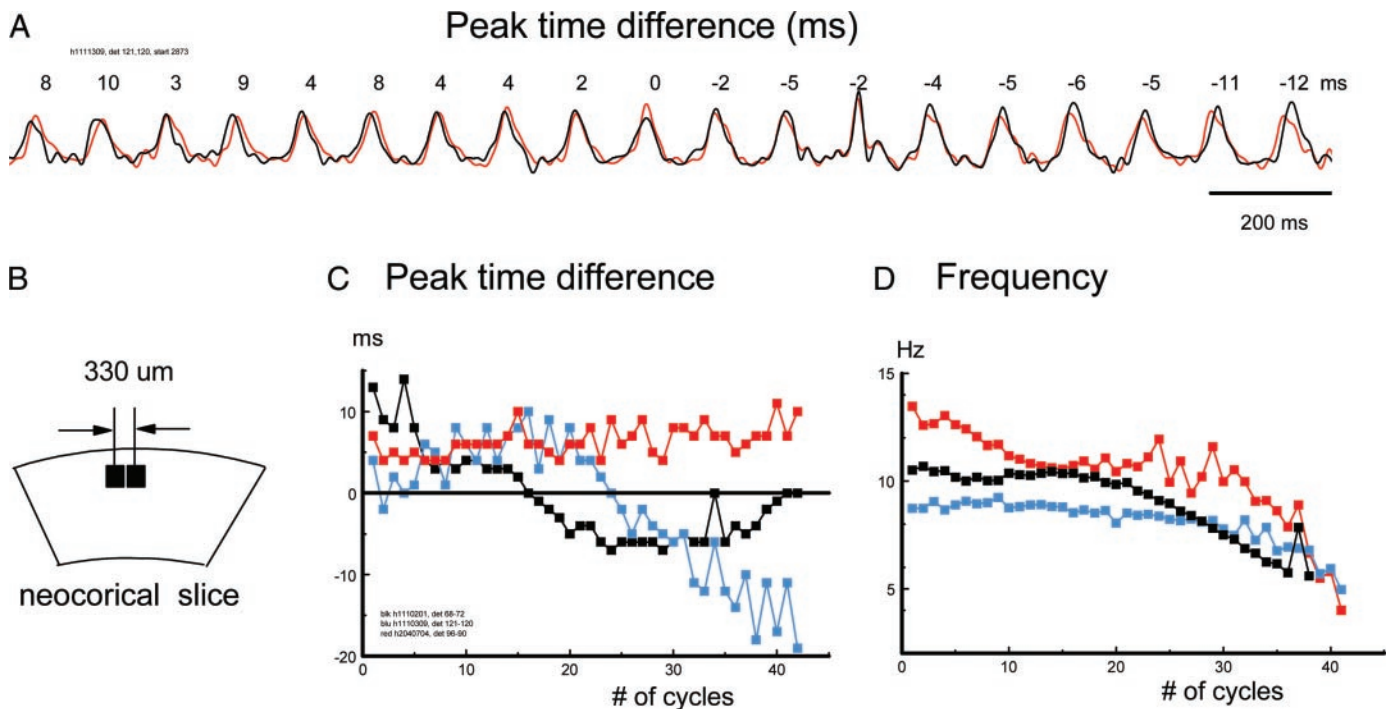 A
Peak time difference (ms)
h1111309, det 121,120, start 2873
8 10 3 9 4 8 4 4 2 0 -2 -5 -2 -4 -5 -6 -5 -11 -12 ms
200 ms
B
330 um
neocorical slice
C Peak time difference
ms
10
0
-10
-20
0 10 20 30 40
# of cycles
blk h1110201, det 68-72
blu h1110309, det 121-120
red h2040704, det 96-90
D Frequency
Hz
15
10
5
0 10 20 30 40
# of cycles